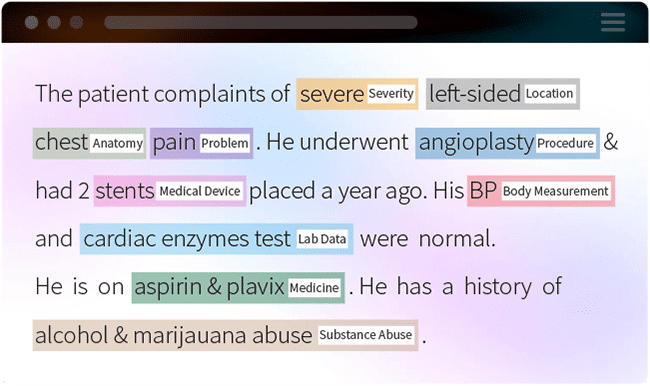 The patient complaints of severe Severity left-sided Location
chest Anatomy pain Problem . He underwent angioplasty Procedure &
had 2 stents Medical Device placed a year ago. His BP Body Measurement
and cardiac enzymes test Lab Data were normal.
He is on aspirin & plavix Medicine . He has a history of
alcohol & marijauana abuse Substance Abuse .